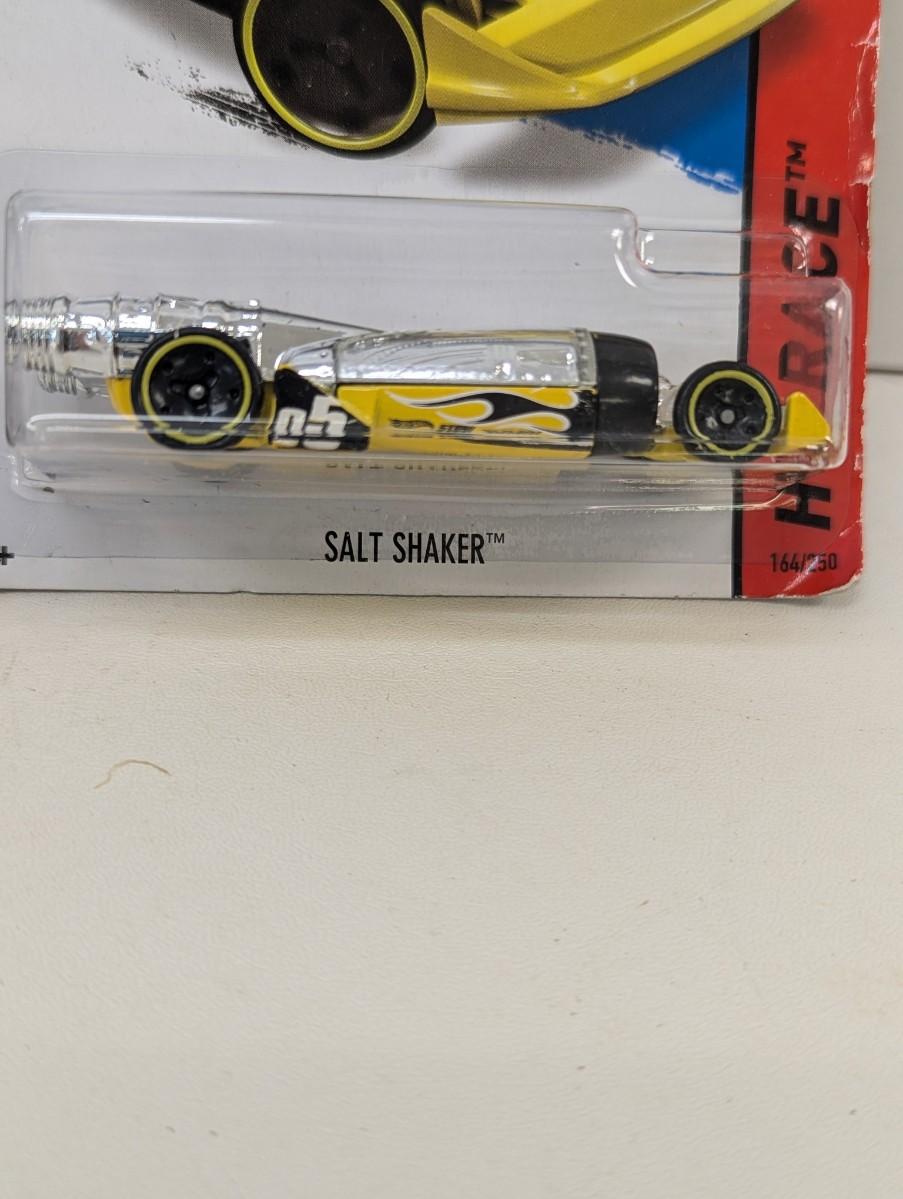 HW RACE™
SALT SHAKER™
164/250
+